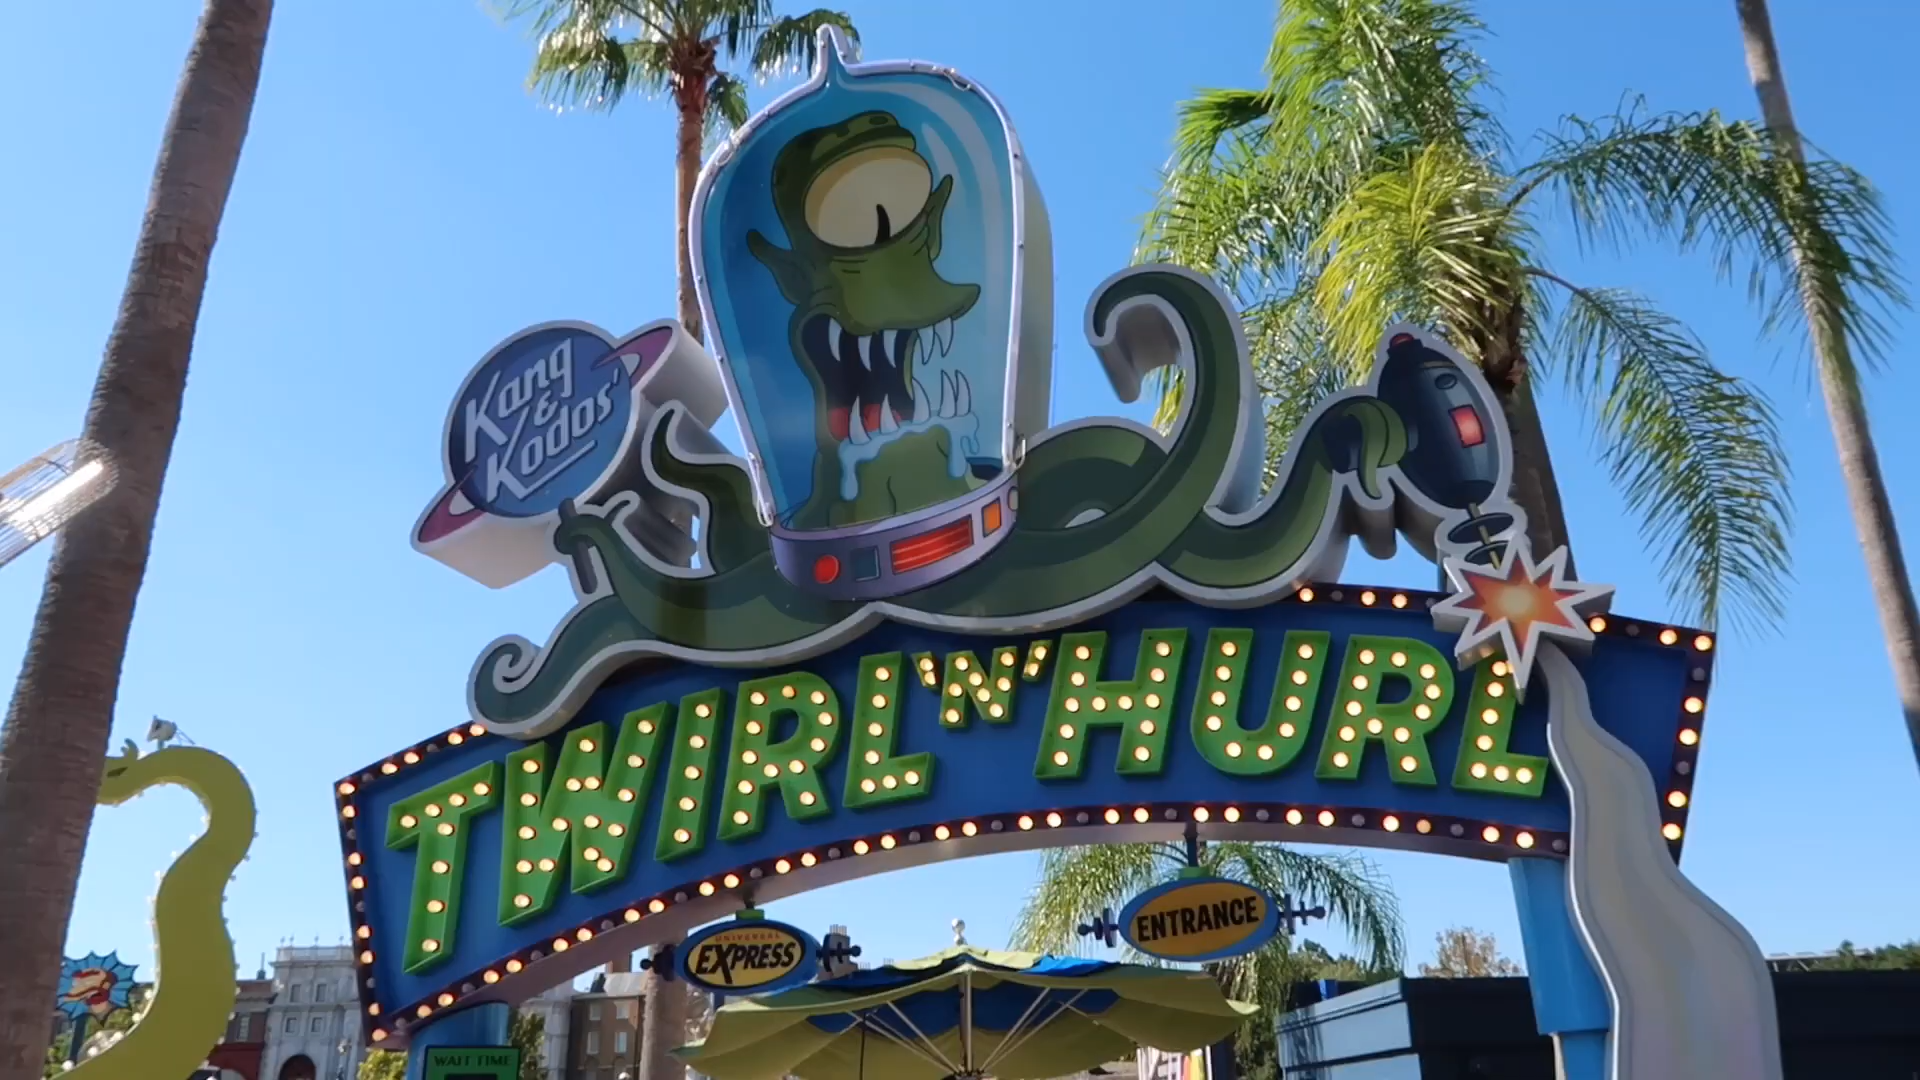 Kang
&
Kodos'
TWIRL 'N' HURL
UNIVERSAL
EXPRESS
ENTRANCE
WAIT TIME